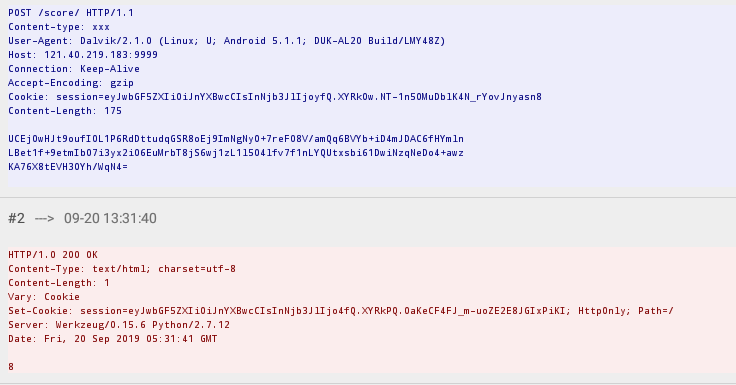 POST /score/ HTTP/1.1
Content-type: xxx
User-Agent: Dalvik/2.1.0 (Linux; U; Android 5.1.1; DUK-AL20 Build/LMY48Z)
Host: 121.40.219.183:9999
Connection: Keep-Alive
Accept-Encoding: gzip
Cookie: session=eyJwbGF5ZXIiOiJnYXBwcCIsInNjb3JlIjoyfQ.XYRkOw.NT-1n5OMuDblK4N_rYovJnyasn8
Content-Length: 175
UCEjOwHJt9oufIOL1P6RdDttudqGSR8oEj9ImNgNyO+7reFO8V/amQq6BVYb+iD4mJDAC6fHYmln
LBet1f+9etmIbO7i3yx2iO6EuMrbT8jS6wj1zL1l5O4lfv7f1nLYQUtxsbi61DwiNzqNeDo4+awz
KA76X8tEVH3OYh/WqN4=
#2 ---> 09-20 13:31:40
HTTP/1.0 200 OK
Content-Type: text/html; charset=utf-8
Content-Length: 1
Vary: Cookie
Set-Cookie: session=eyJwbGF5ZXIiOiJnYXBwcCIsInNjb3JlIjo4fQ.XYRkPQ.OaKeCF4FJ_m-uoZE2E8JGIxPiKI; HttpOnly; Path=/
Server: Werkzeug/0.15.6 Python/2.7.12
Date: Fri, 20 Sep 2019 05:31:41 GMT
8